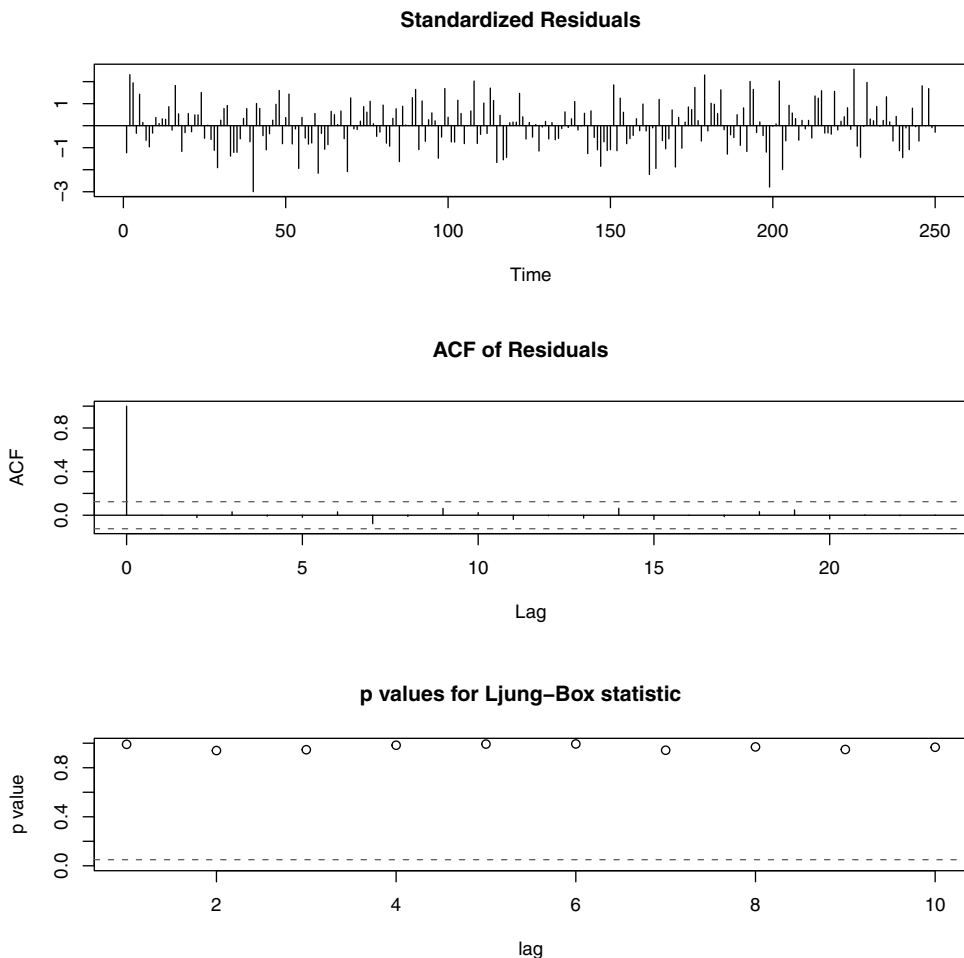 Standardized Residuals
1
-1
-3
0 50 100 150 200 250
Time
ACF of Residuals
ACF
0.8
0.4
0.0
0 5 10 15 20
Lag
p values for Ljung−Box statistic
p value
0.8
0.4
0.0
2 4 6 8 10
lag